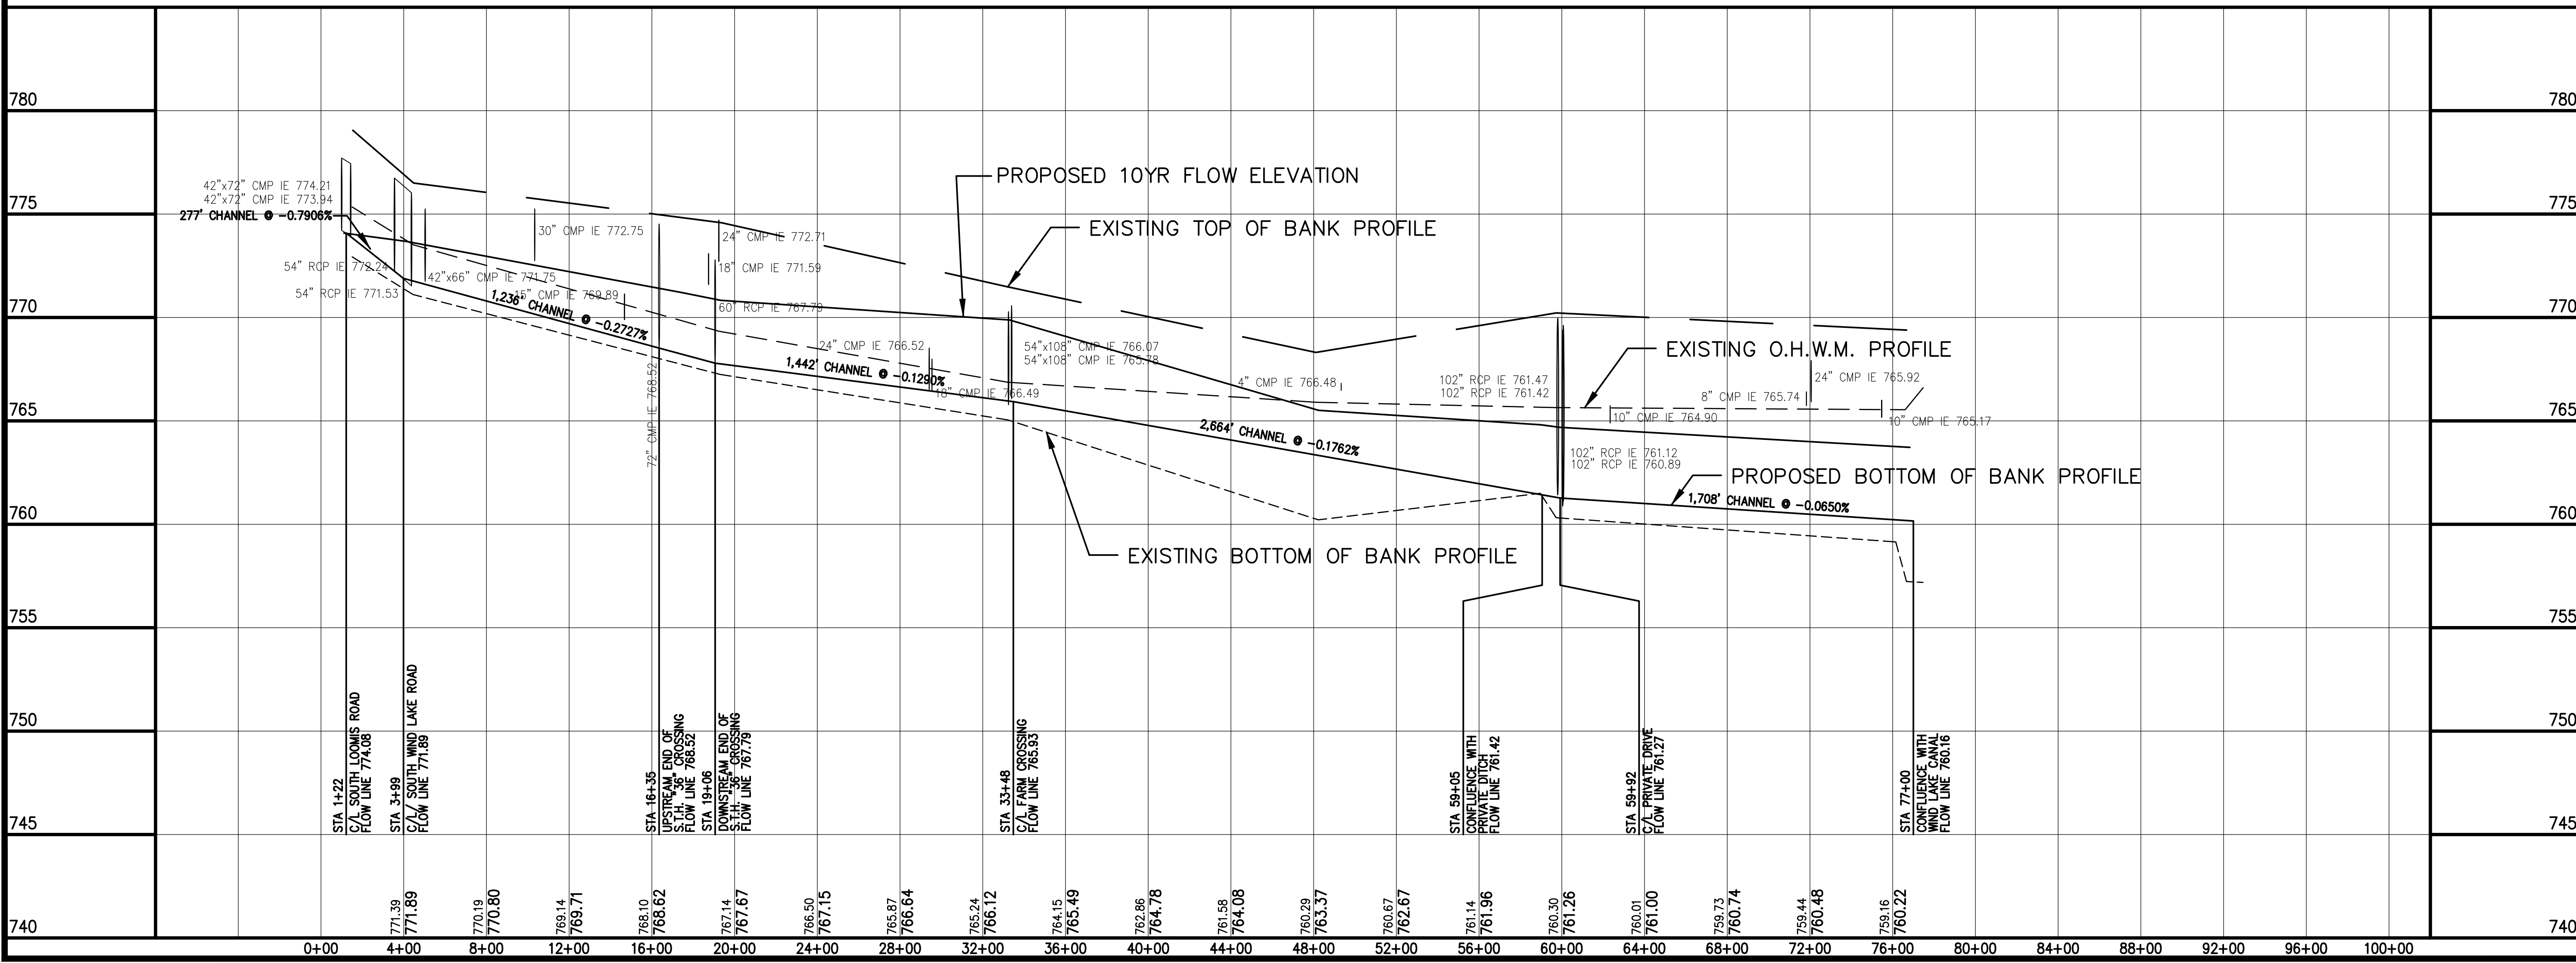 780
775
770
765
760
755
750
745
740
780
775
770
765
760
755
750
745
740
42"x72" CMP IE 774.21
42"x72" CMP IE 773.94
277' CHANNEL @ -0.7906%
54" RCP IE 772.24
54" RCP IE 771.53
42"x66" CMP IE 771.75
30" CMP IE 772.75
15" CMP IE 769.89
1,236' CHANNEL @ -0.2727%
72" CMP IE 768.52
24" CMP IE 772.71
18" CMP IE 771.59
60" RCP IE 767.79
24" CMP IE 766.52
1,442' CHANNEL @ -0.1290%
18" CMP IE 766.49
PROPOSED 10YR FLOW ELEVATION
EXISTING TOP OF BANK PROFILE
54"x108" CMP IE 766.07
54"x108" CMP IE 765.78
4" CMP IE 766.48
2,664' CHANNEL @ -0.1762%
EXISTING BOTTOM OF BANK PROFILE
102" RCP IE 761.47
102" RCP IE 761.42
EXISTING O.H.W.M. PROFILE
10" CMP IE 764.90
8" CMP IE 765.74
24" CMP IE 765.92
10" CMP IE 765.17
102" RCP IE 761.12
102" RCP IE 760.89
PROPOSED BOTTOM OF BANK PROFILE
1,708' CHANNEL @ -0.0650%
STA 1+22
C/L SOUTH LOOMIS ROAD
FLOW LINE 774.08
STA 3+99
C/L/ SOUTH WIND LAKE ROAD
FLOW LINE 771.89
STA 16+35
UPSTREAM END OF
S.T.H. "36" CROSSING
FLOW LINE 768.52
STA 19+06
DOWNSTREAM END OF
S.T.H. "36" CROSSING
FLOW LINE 767.79
STA 33+48
C/L FARM CROSSING
FLOW LINE 765.93
STA 59+05
CONFLUENCE WITH
PRIVATE DITCH
FLOW LINE 761.42
STA 59+92
C/L PRIVATE DRIVE
FLOW LINE 761.27
STA 77+00
CONFLUENCE WITH
WIND LAKE CANAL
FLOW LINE 760.16
771.39
771.89
770.19
770.80
769.14
769.71
768.10
768.62
767.14
767.67
766.50
767.15
765.87
766.64
765.24
766.12
764.15
765.49
762.86
764.78
761.58
764.08
760.29
763.37
760.67
762.67
761.14
761.96
760.30
761.26
760.01
761.00
759.73
760.74
759.44
760.48
759.16
760.22
0+00 4+00 8+00 12+00 16+00 20+00 24+00 28+00 32+00 36+00 40+00 44+00 48+00 52+00 56+00 60+00 64+00 68+00 72+00 76+00 80+00 84+00 88+00 92+00 96+00 100+00